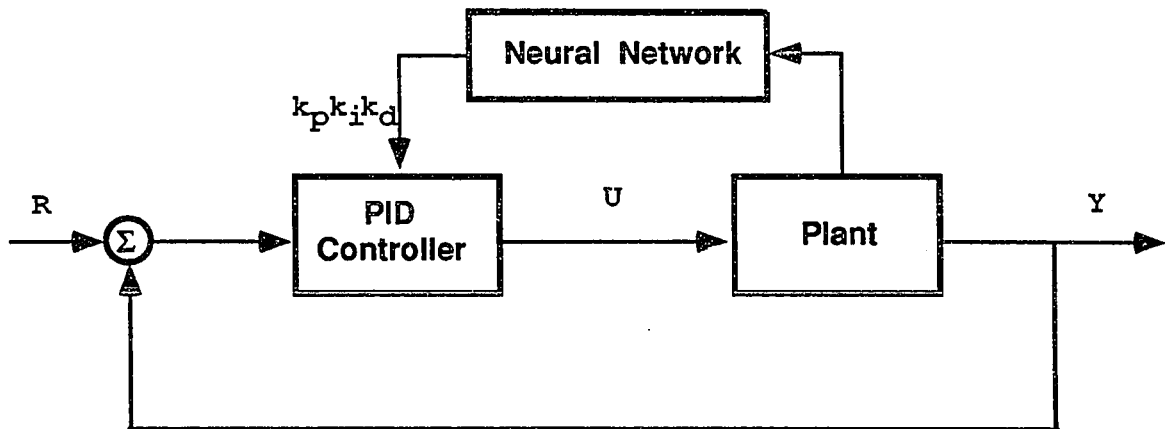 Neural Network
kpkikd
R
Σ
PID
Controller
U
Plant
Y